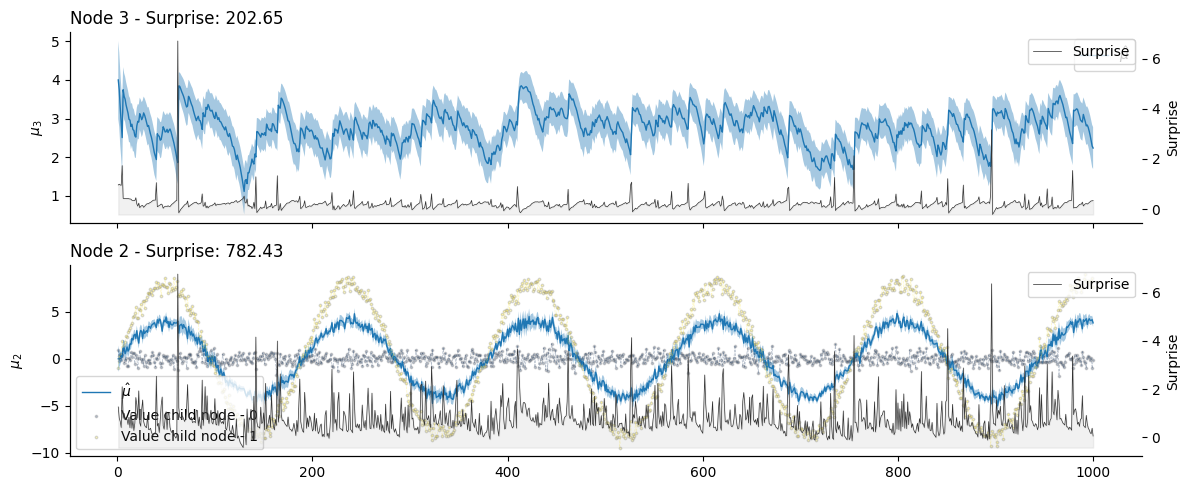 Node 3 - Surprise: 202.65
5
4
3
2
1
μ₃
Surprise
6
4
2
0
Surprise
Node 2 - Surprise: 782.43
5
0
−5
−10
μ₂
Surprise
6
4
2
0
Surprise
μ̂
Value child node - 0
Value child node - 1
0
200
400
600
800
1000